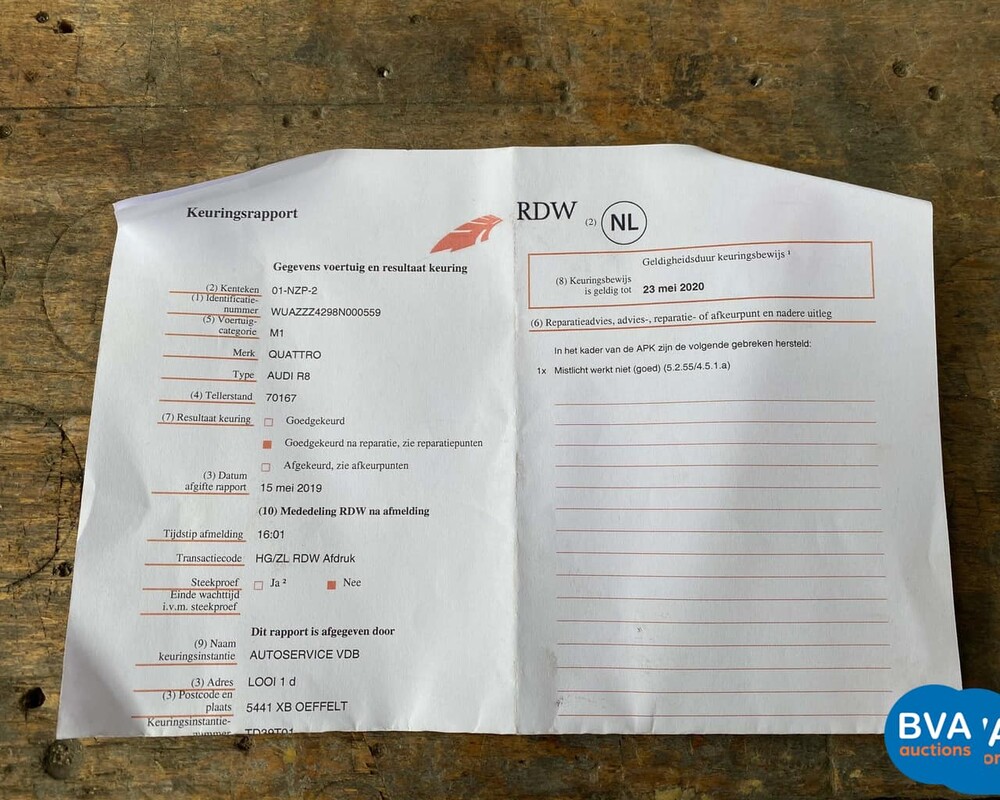 Keuringsrapport
Gegevens voertuig en resultaat keuring
(2) Kenteken 01-NZP-2
(1) Identificatie-
nummer WUAZZZ4298N000559
(5) Voertuig-
categorie M1
Merk QUATTRO
Type AUDI R8
(4) Tellerstand 70167
(7) Resultaat keuring Goedgekeurd
Goedgekeurd na reparatie, zie reparatiepunten
Afgekeurd, zie afkeurpunten
(3) Datum
afgifte rapport 15 mei 2019
(10) Mededeling RDW na afmelding
Tijdstip afmelding 16:01
Transactiecode HG/ZL RDW Afdruk
Steekproef Ja ² Nee
Einde wachttijd
i.v.m. steekproef
Dit rapport is afgegeven door
(9) Naam
keuringsinstantie AUTOSERVICE VDB
(3) Adres LOOI 1 d
(3) Postcode en
plaats 5441 XB OEFFELT
Keuringsinstantie-
nummer
RDW (2) NL
Geldigheidsduur keuringsbewijs ¹
(8) Keuringsbewijs
is geldig tot 23 mei 2020
(6) Reparatieadvies, advies-, reparatie- of afkeurpunt en nadere uitleg
In het kader van de APK zijn de volgende gebreken hersteld:
1x Mistlicht werkt niet (goed) (5.2.55/4.5.1.a)
BVA
auctions